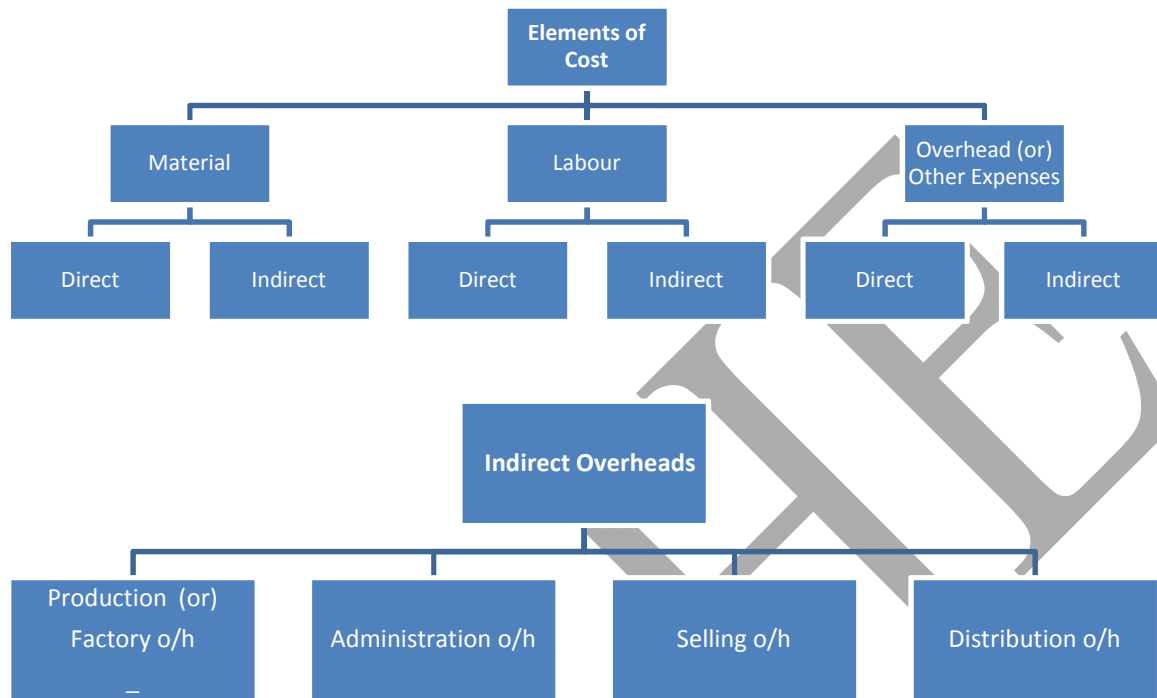 Elements of
Cost
Material
Labour
Overhead (or)
Other Expenses
Direct
Indirect
Direct
Indirect
Direct
Indirect
Indirect Overheads
Production (or)
Factory o/h
_
Administration o/h
Selling o/h
Distribution o/h